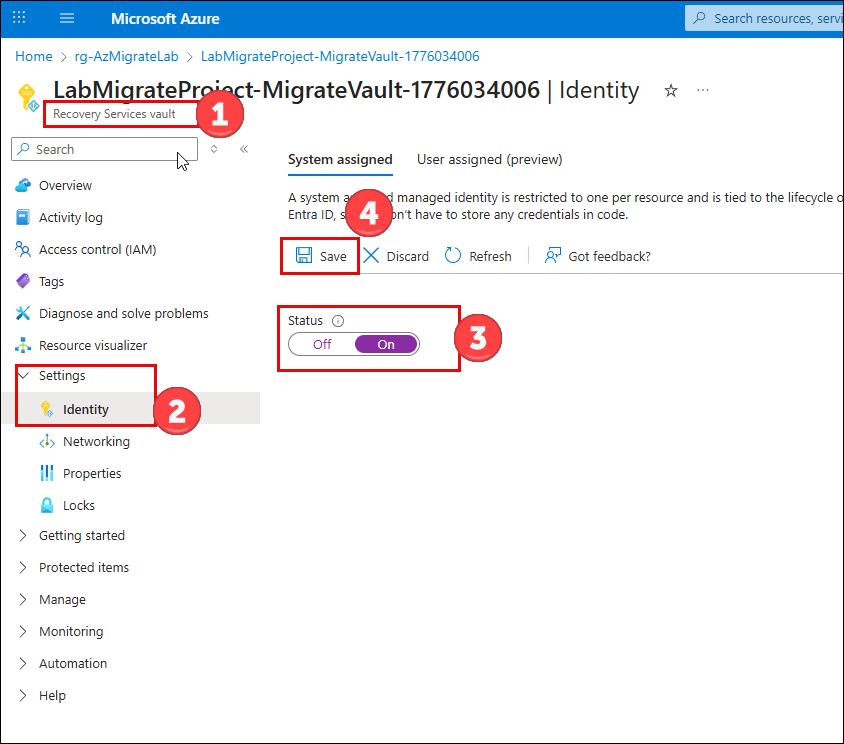 Microsoft Azure
Search resources, servi
Home > rg-AzMigrateLab > LabMigrateProject-MigrateVault-1776034006
LabMigrateProject-MigrateVault-1776034006 | Identity
Recovery Services vault
1
Search
System assigned
User assigned (preview)
Overview
Activity log
Access control (IAM)
Tags
Diagnose and solve problems
Resource visualizer
Settings
Identity
2
Networking
Properties
Locks
Getting started
Protected items
Manage
Monitoring
Automation
Help
A system a d managed identity is restricted to one per resource and is tied to the lifecycle o
Entra ID, s on't have to store any credentials in code.
4
Save
Discard
Refresh
Got feedback?
Status
Off
On
3